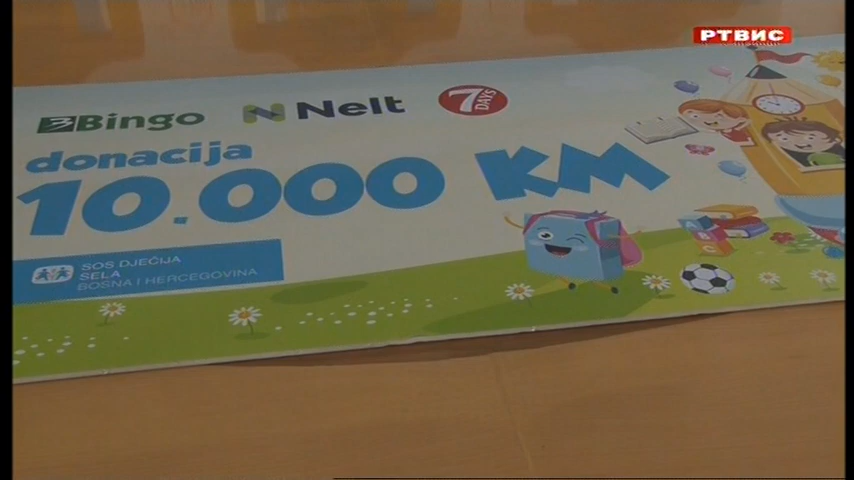 РТВИС
Bingo Nelt 7 DAYS
donacija
10.000 KM
SOS DJEČIJA
SELA
BOSNA I HERCEGOVINA
A B C